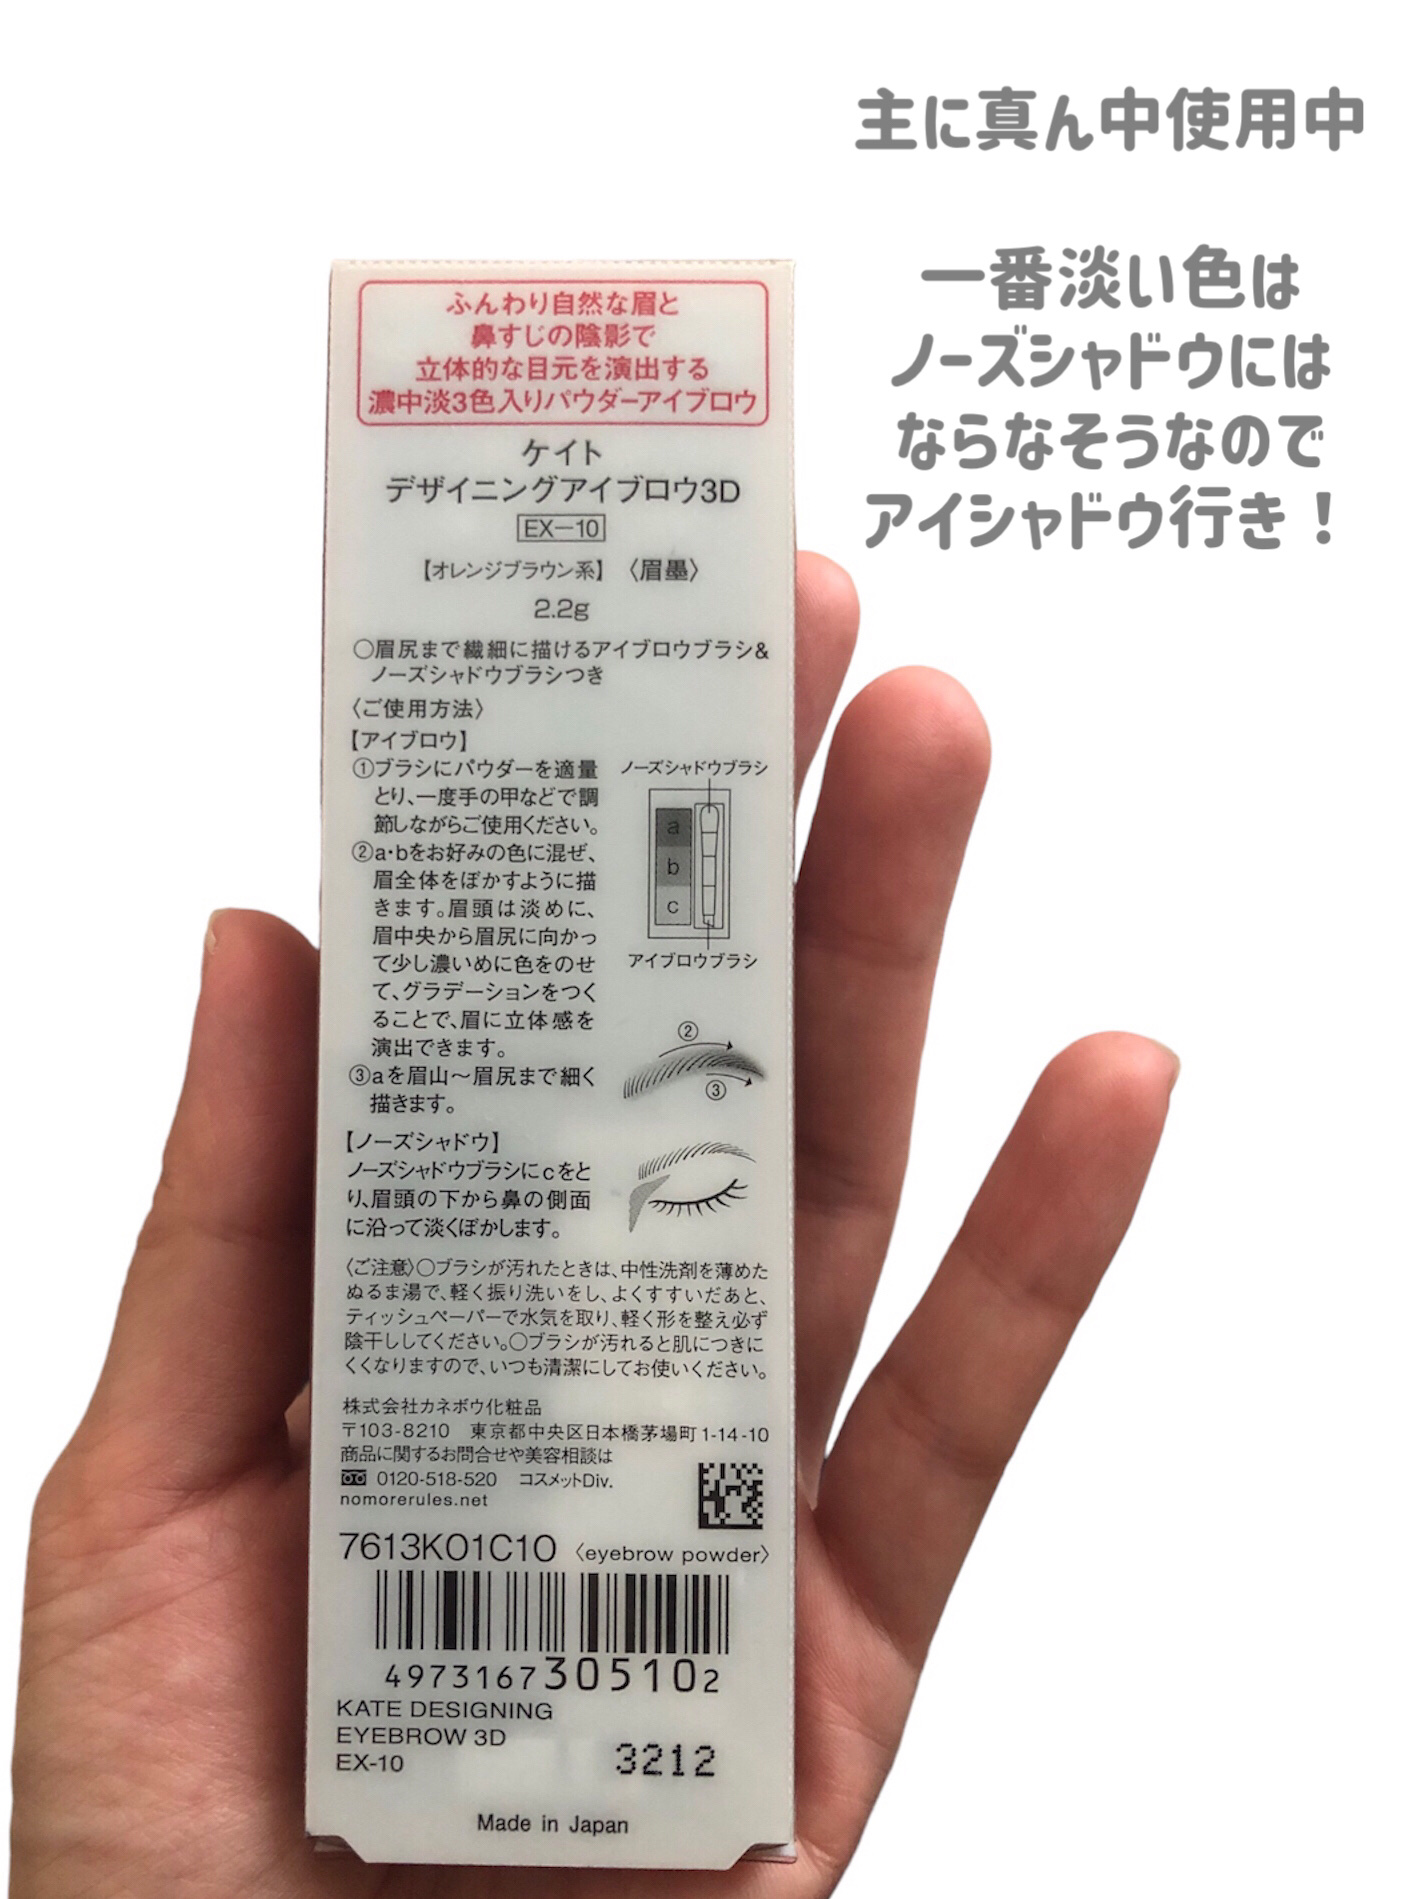 主に真ん中使用中
一番淡い色は
ノーズシャドウには
ならなそうなので
アイシャドウ行き！
ふんわり自然な眉と
鼻すじの陰影で
立体的な目元を演出する
濃中淡3色入りパウダーアイブロウ
ケイト
デザイニングアイブロウ3D
EX－10
【オレンジブラウン系】〈眉墨〉
2.2g
○眉尻まで繊細に描けるアイブロウブラシ&
ノーズシャドウブラシつき
〈ご使用方法〉
【アイブロウ】
①ブラシにパウダーを適量
とり、一度手の甲などで調
節しながらご使用ください。
②a・bをお好みの色に混ぜ、
眉全体をぼかすように描
きます。眉頭は淡めに、
眉中央から眉尻に向かっ
て少し濃いめに色をのせ
て、グラデーションをつく
ることで、眉に立体感を
演出できます。
③aを眉山～眉尻まで細く
描きます。
ノーズシャドウブラシ
a
b
c
アイブロウブラシ
②
③
【ノーズシャドウ】
ノーズシャドウブラシにcをと
り、眉頭の下から鼻の側面
に沿って淡くぼかします。
〈ご注意〉○ブラシが汚れたときは、中性洗剤を薄めた
ぬるま湯で、軽く振り洗いをし、よくすすいだあと、
ティッシュペーパーで水気を取り、軽く形を整え必ず
陰干ししてください。○ブラシが汚れると肌につきに
くくなりますので、いつも清潔にしてお使いください。
株式会社カネボウ化粧品
〒103-8210 東京都中央区日本橋茅場町1-14-10
商品に関するお問合せや美容相談は
0120-518-520 コスメットDiv.
nomorerules.net
7613K01C10 〈eyebrow powder〉
4973167305102
KATE DESIGNING
EYEBROW 3D
EX-10
3212
Made in Japan